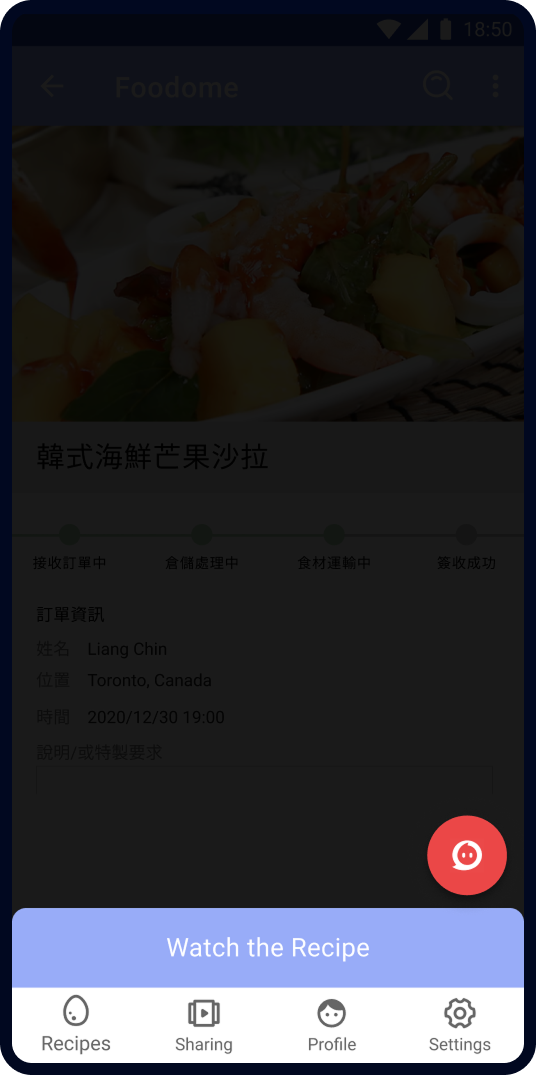 18:50
Foodome
韓式海鮮芒果沙拉
接收訂單中 倉儲處理中 食材運輸中 簽收成功
訂單資訊
姓名 Liang Chin
位置 Toronto, Canada
時間 2020/12/30 19:00
說明/或特製要求
Watch the Recipe
Recipes Sharing Profile Settings